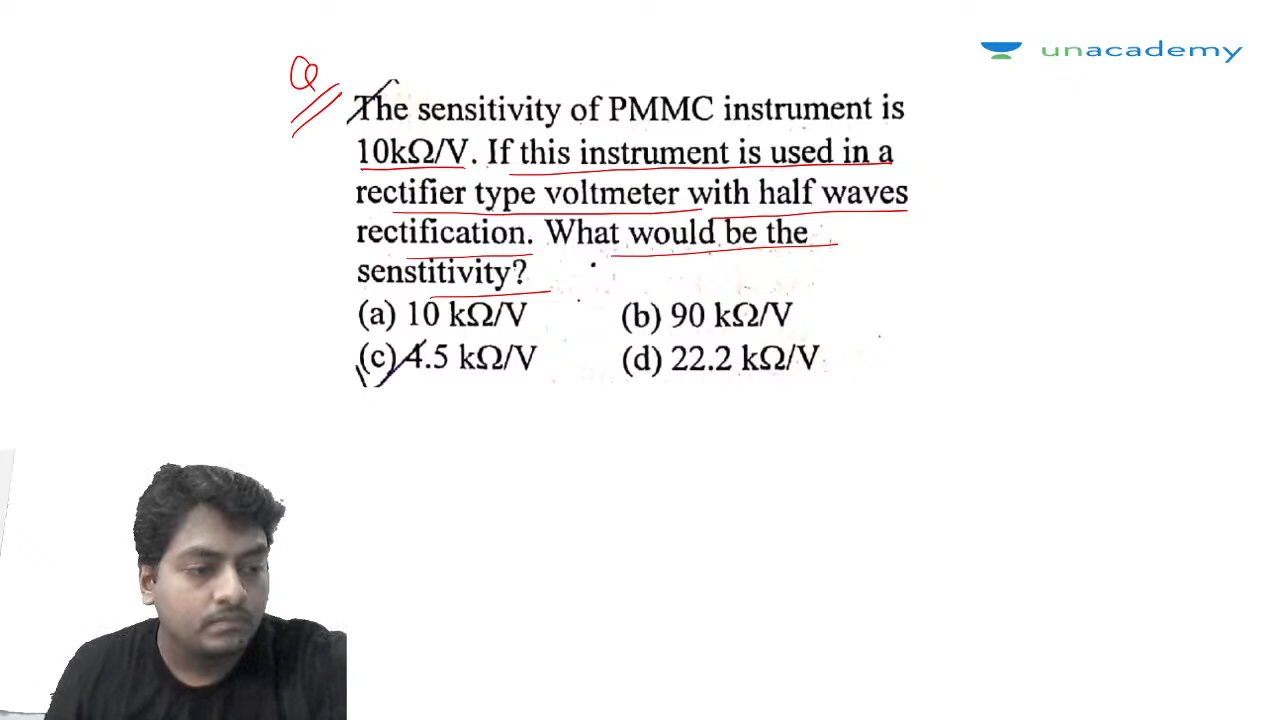 unacademy
Q
The sensitivity of PMMC instrument is
10kΩ/V. If this instrument is used in a
rectifier type voltmeter with half waves
rectification. What would be the
senstitivity?
(a) 10 kΩ/V (b) 90 kΩ/V
(c) 4.5 kΩ/V (d) 22.2 kΩ/V